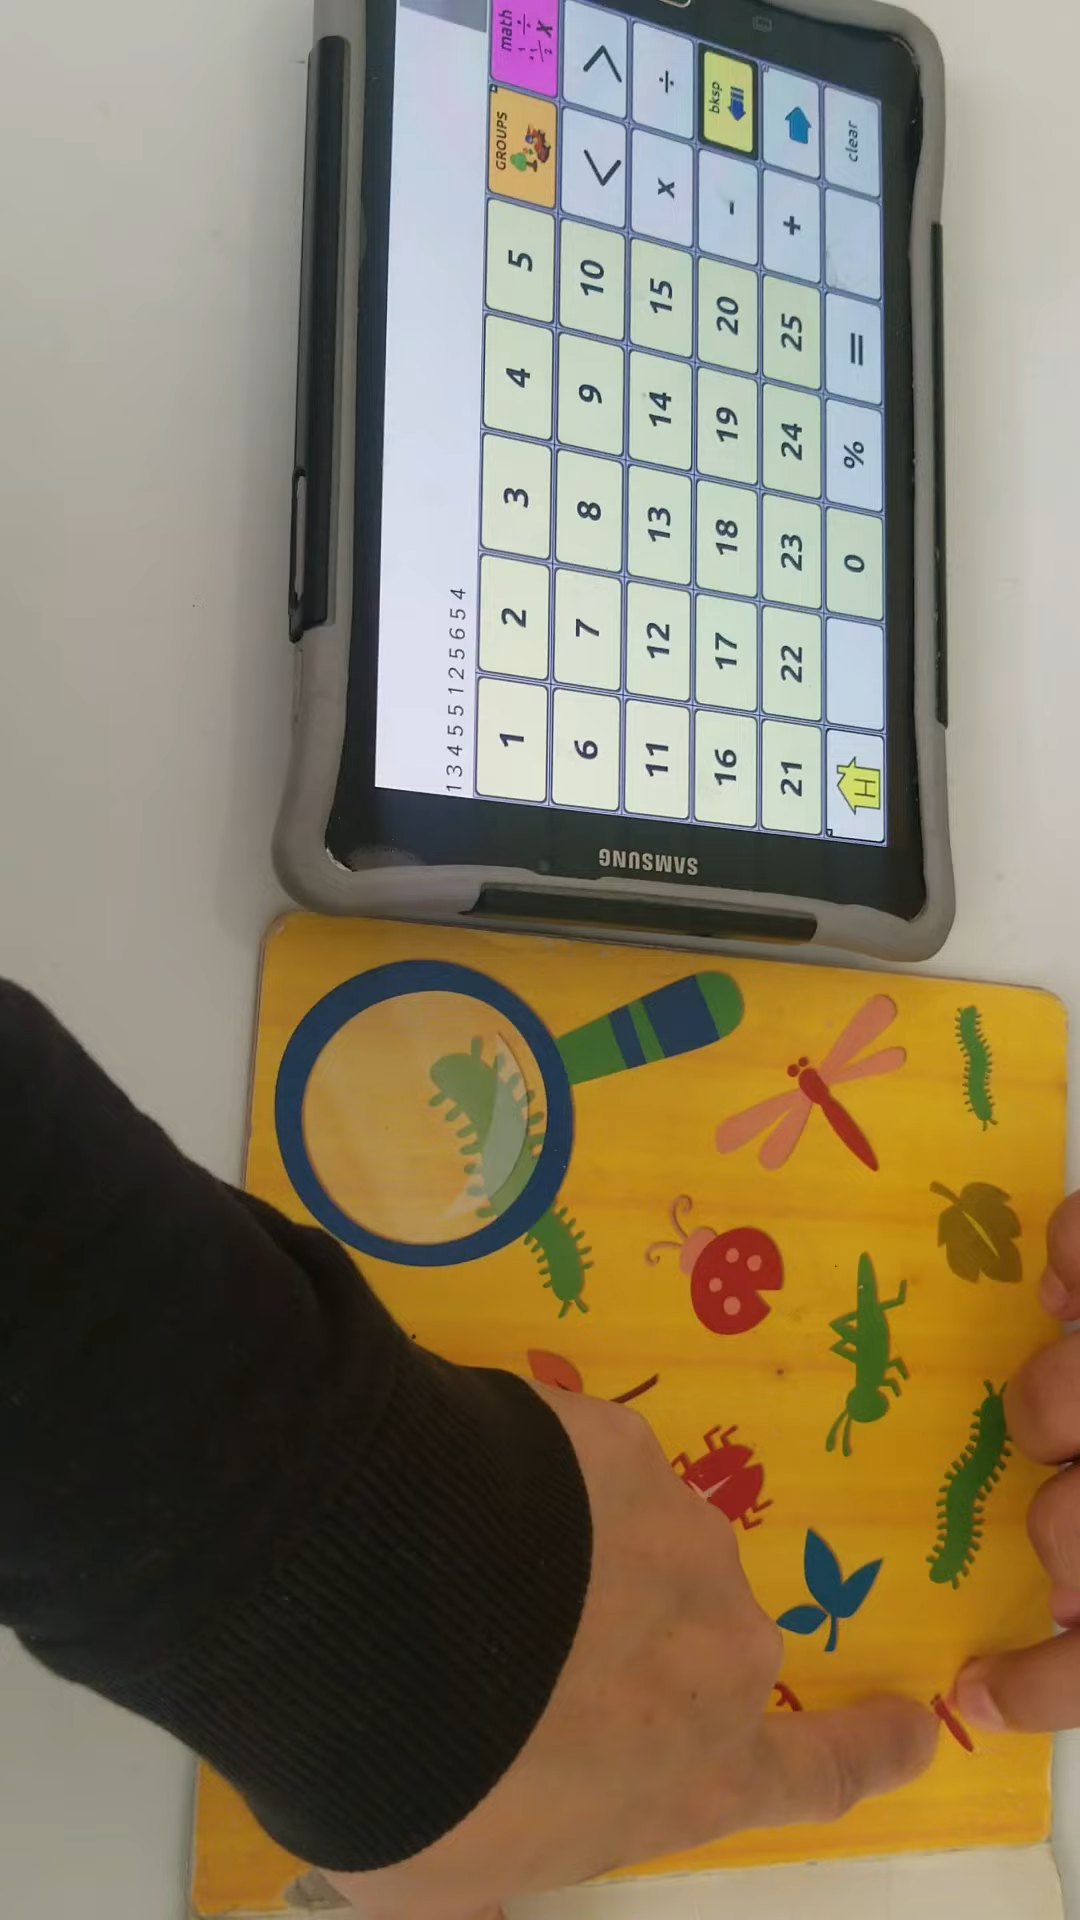 1 3 4 5 5 1 2 5 6 5 4
1 2 3 4 5 GROUPS math
6 7 8 9 10 < >
11 12 13 14 15 x ÷
16 17 18 19 20 - bksp
21 22 23 24 25 +
H 0 % = clear
SAMSUNG